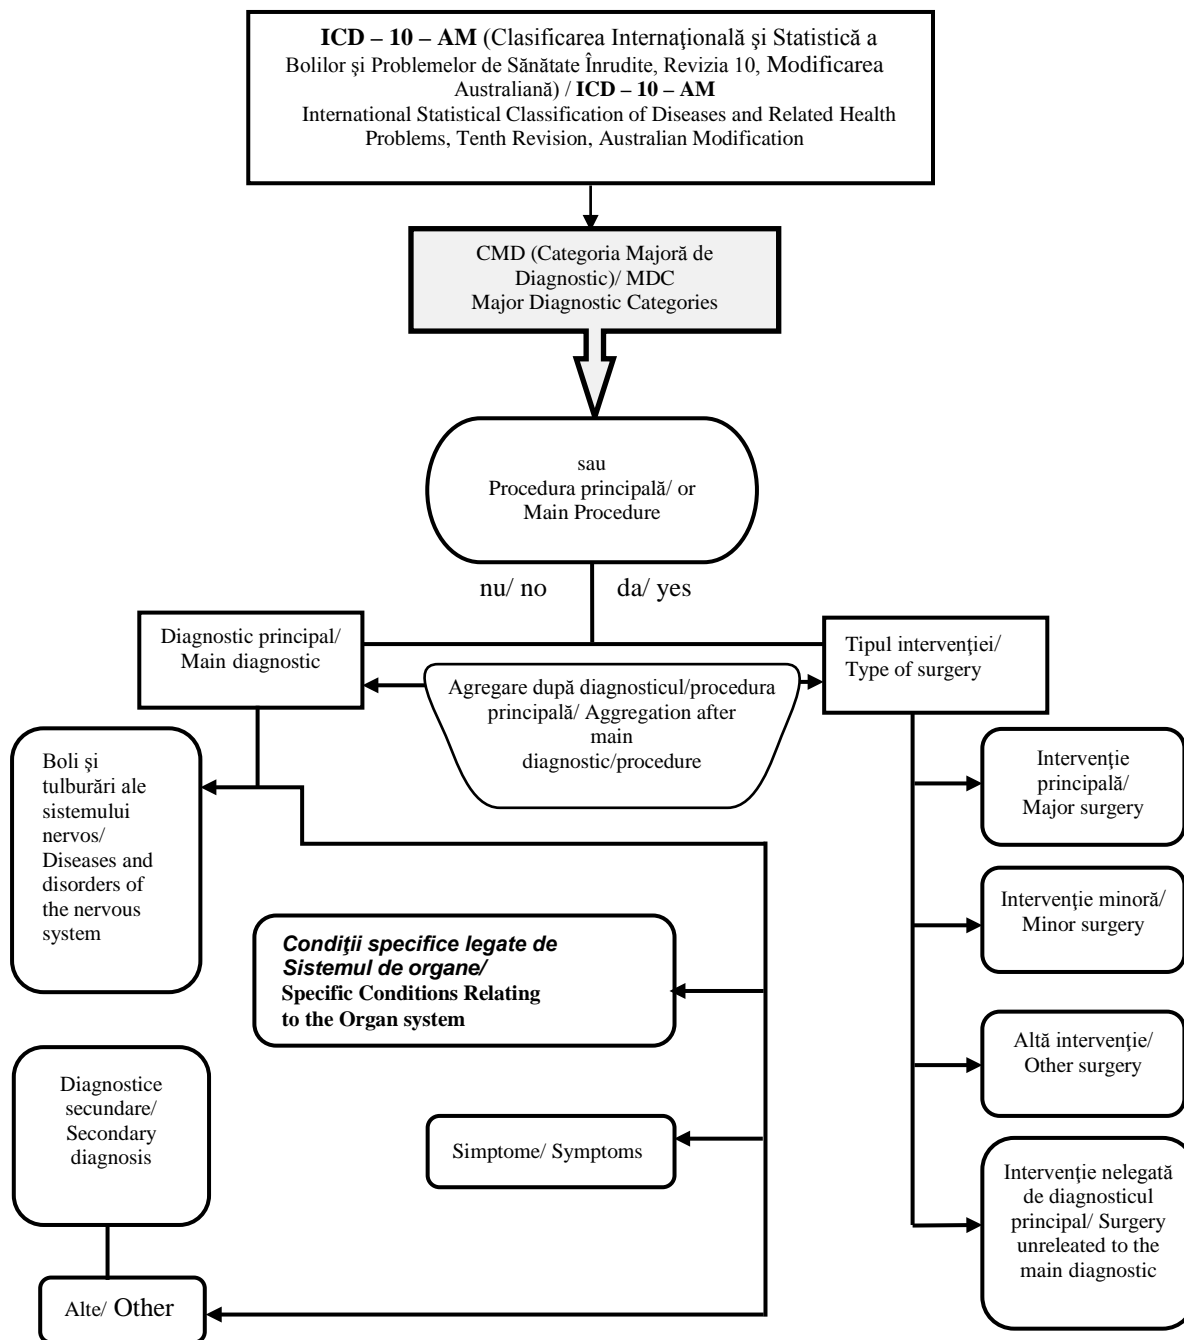 ICD – 10 – AM (Clasificarea Internaţională şi Statistică a
Bolilor şi Problemelor de Sănătate Înrudite, Revizia 10, Modificarea
Australiană) / ICD – 10 – AM
International Statistical Classification of Diseases and Related Health
Problems, Tenth Revision, Australian Modification
CMD (Categoria Majoră de
Diagnostic)/ MDC
Major Diagnostic Categories
sau
Procedura principală/ or
Main Procedure
nu/ no
da/ yes
Diagnostic principal/
Main diagnostic
Tipul intervenţiei/
Type of surgery
Agregare după diagnosticul/procedura
principală/ Aggregation after
main
diagnostic/procedure
Boli şi
tulburări ale
sistemului
nervos/
Diseases and
disorders of
the nervous
system
Intervenţie
principală/
Major surgery
Intervenţie minoră/
Minor surgery
Condiţii specifice legate de
Sistemul de organe/
Specific Conditions Relating
to the Organ system
Altă intervenţie/
Other surgery
Diagnostice
secundare/
Secondary
diagnosis
Simptome/ Symptoms
Intervenţie nelegată
de diagnosticul
principal/ Surgery
unreleated to the
main diagnostic
Alte/ Other